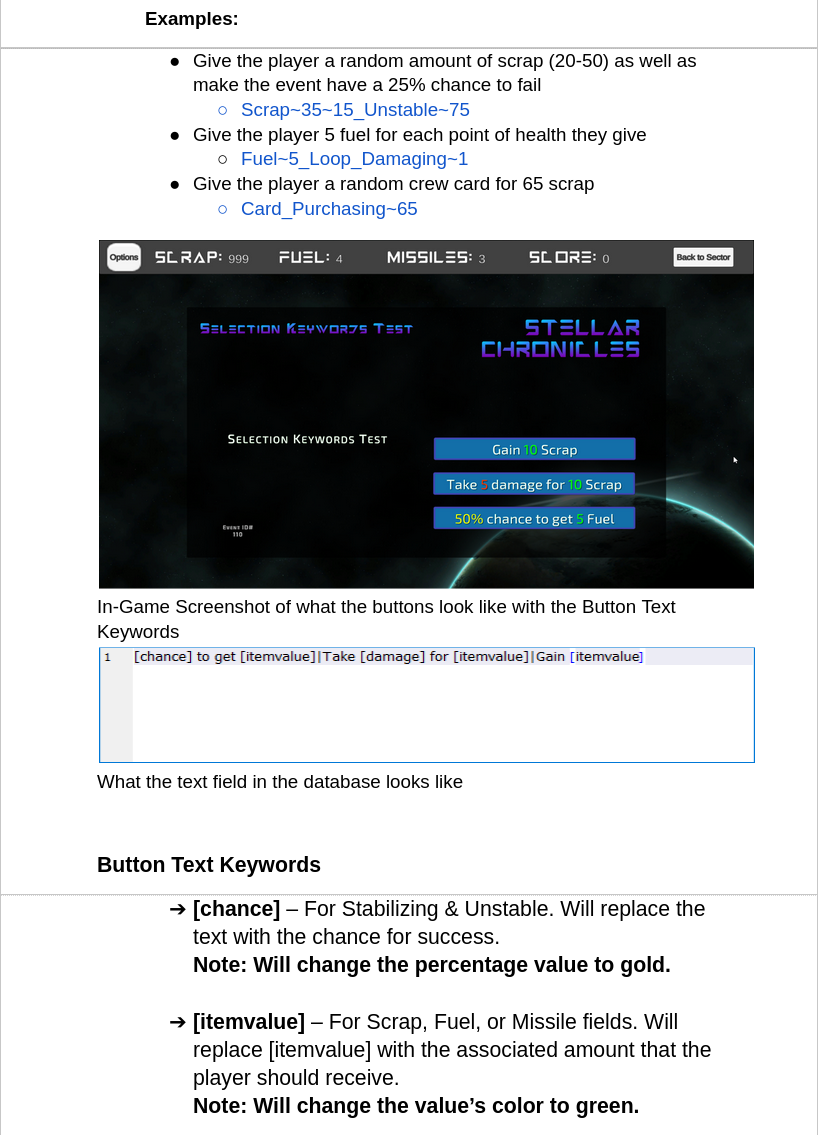 Examples:
● Give the player a random amount of scrap (20-50) as well as
make the event have a 25% chance to fail
○ Scrap~35~15_Unstable~75
● Give the player 5 fuel for each point of health they give
○ Fuel~5_Loop_Damaging~1
● Give the player a random crew card for 65 scrap
○ Card_Purchasing~65
Options SCRAP: 999 FUEL: 4 MISSILES: 3 SCORE: 0 Back to Sector
Selection Keywords Test
STELLAR
CHRONICLES
Selection Keywords Test
Gain 10 Scrap
Take 5 damage for 10 Scrap
50% chance to get 5 Fuel
Event ID#
110
In-Game Screenshot of what the buttons look like with the Button Text
Keywords
1 [chance] to get [itemvalue]|Take [damage] for [itemvalue]|Gain [itemvalue]
What the text field in the database looks like
Button Text Keywords
➔ [chance] – For Stabilizing & Unstable. Will replace the
text with the chance for success.
Note: Will change the percentage value to gold.
➔ [itemvalue] – For Scrap, Fuel, or Missile fields. Will
replace [itemvalue] with the associated amount that the
player should receive.
Note: Will change the value’s color to green.